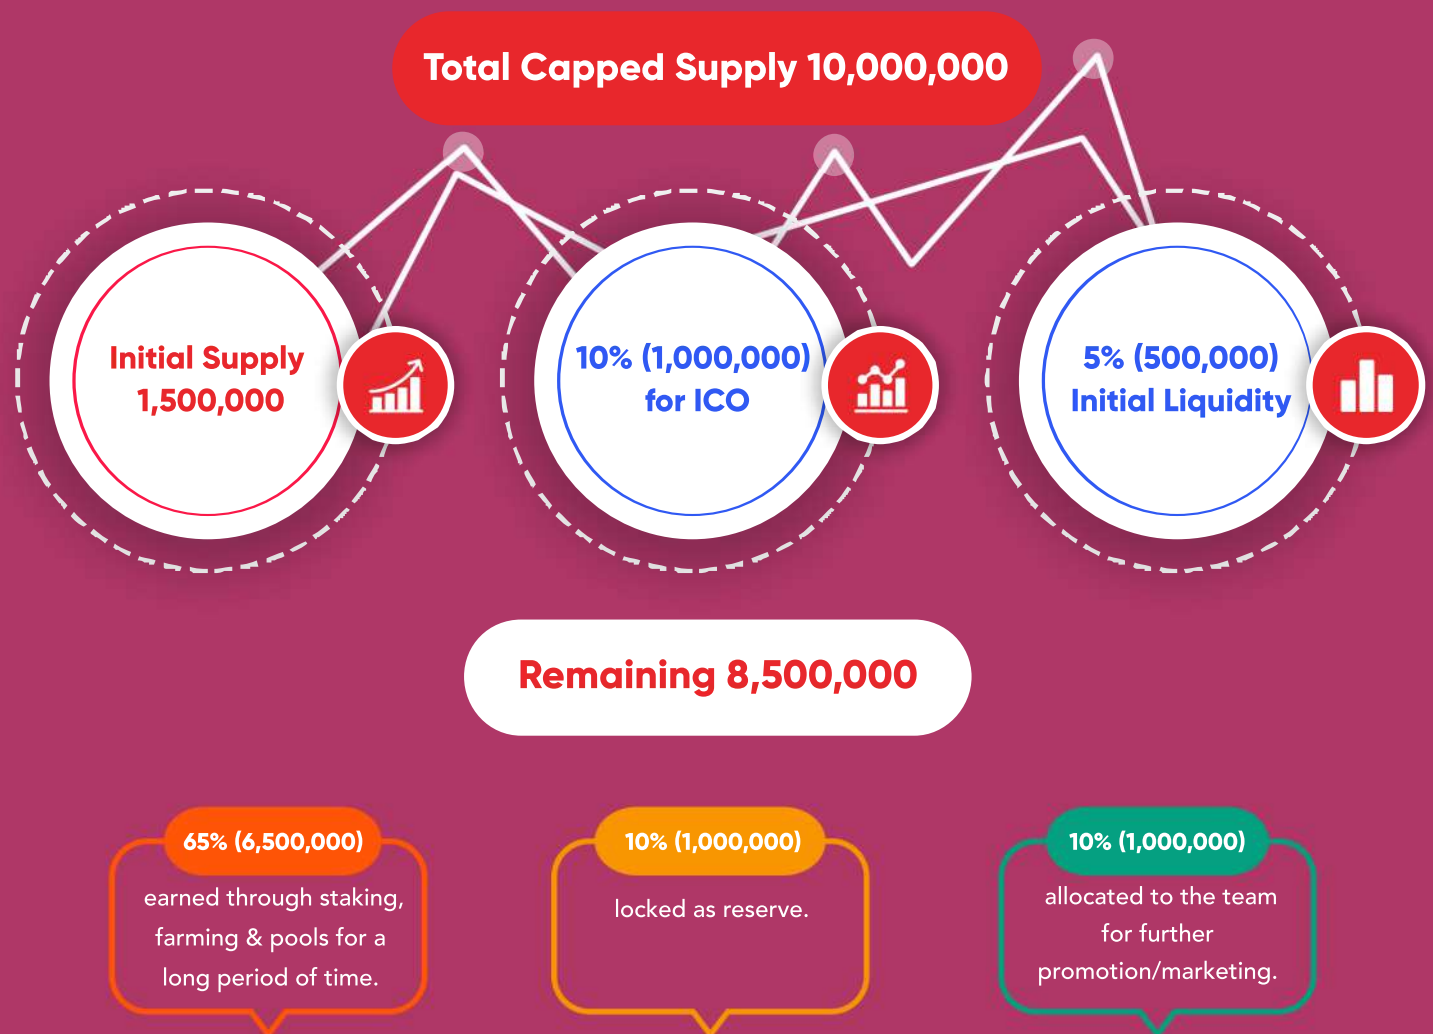 Total Capped Supply 10,000,000
Initial Supply
1,500,000
10% (1,000,000)
for ICO
5% (500,000)
Initial Liquidity
Remaining 8,500,000
65% (6,500,000)
earned through staking,
farming & pools for a
long period of time.
10% (1,000,000)
locked as reserve.
10% (1,000,000)
allocated to the team
for further
promotion/marketing.